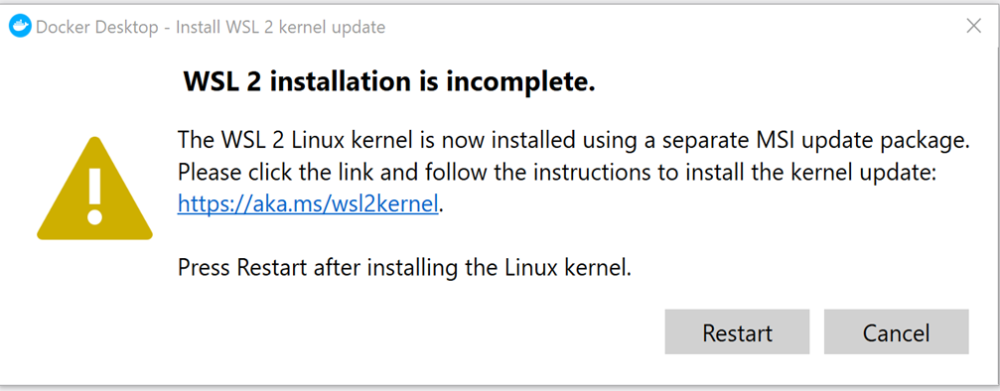 Docker Desktop - Install WSL 2 kernel update
WSL 2 installation is incomplete.
The WSL 2 Linux kernel is now installed using a separate MSI update package.
Please click the link and follow the instructions to install the kernel update:
https://aka.ms/wsl2kernel.
Press Restart after installing the Linux kernel.
Restart Cancel